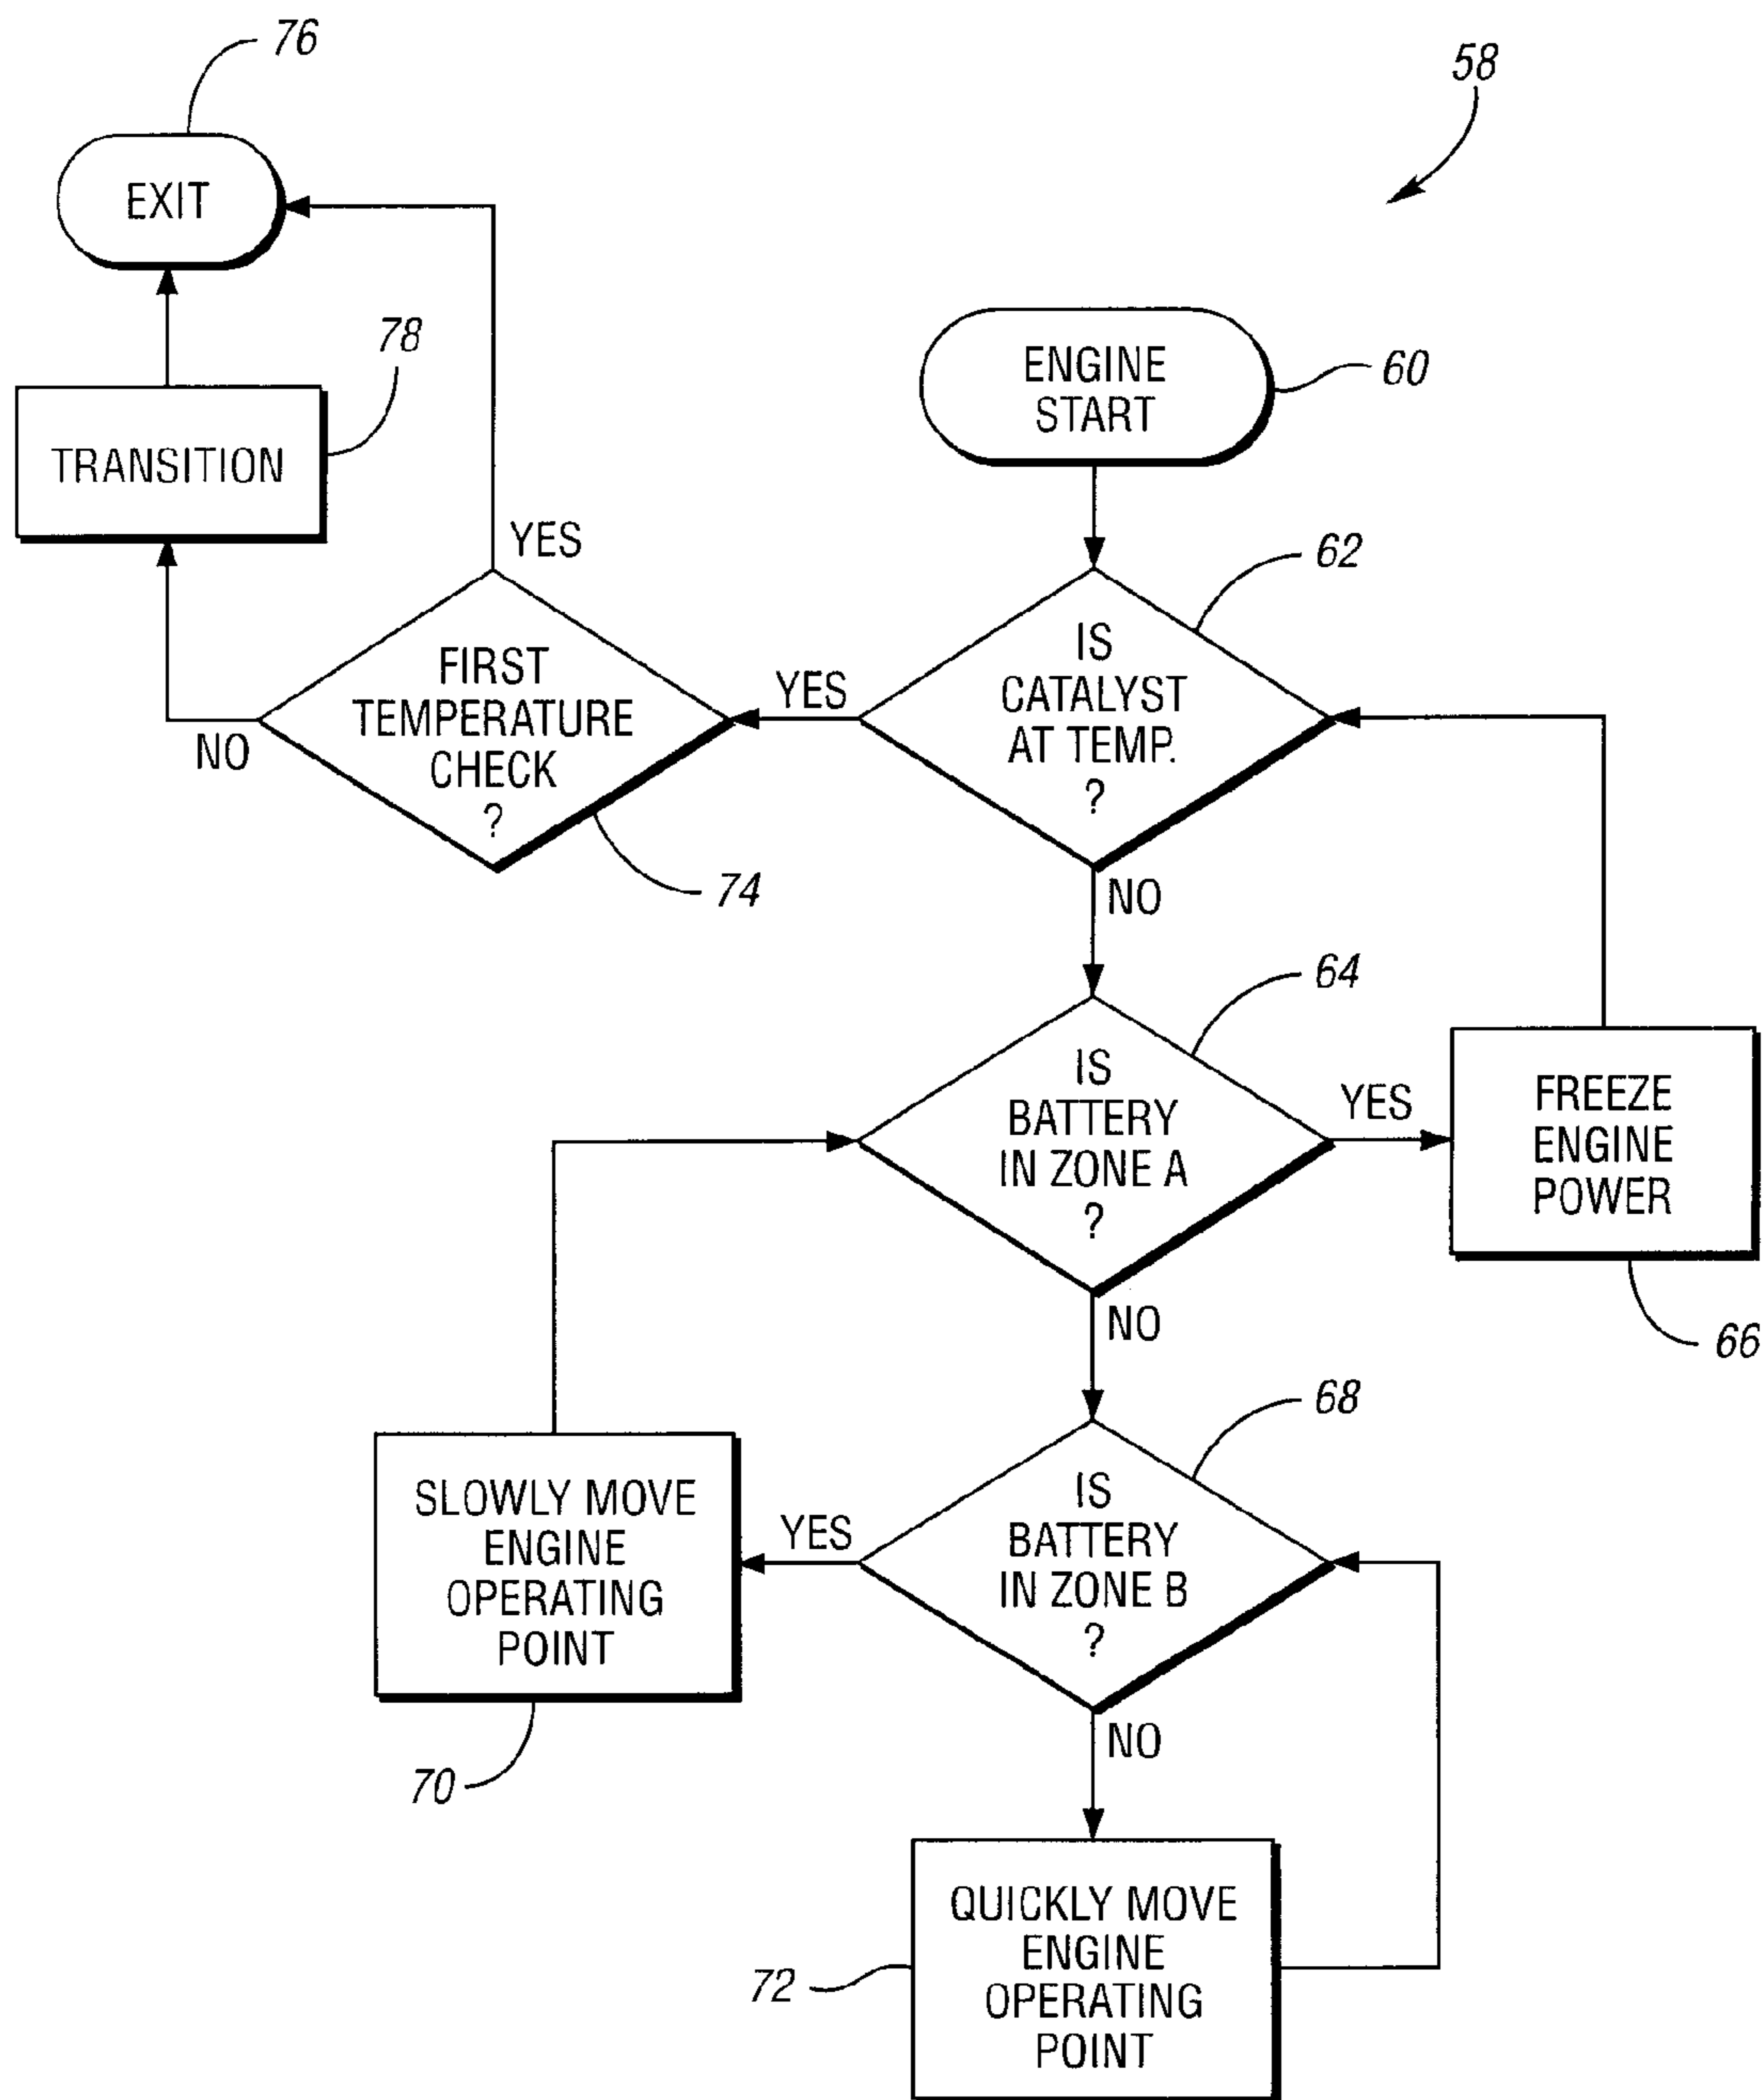 76
58
EXIT
78
ENGINE
START
60
TRANSITION
YES
62
IS
CATALYST
AT TEMP.
?
YES
FIRST
TEMPERATURE
CHECK
?
NO
74
NO
64
IS
BATTERY
IN ZONE A
?
YES
FREEZE
ENGINE
POWER
66
NO
68
IS
BATTERY
IN ZONE B
?
YES
SLOWLY MOVE
ENGINE
OPERATING
POINT
70
NO
QUICKLY MOVE
ENGINE
OPERATING
POINT
72